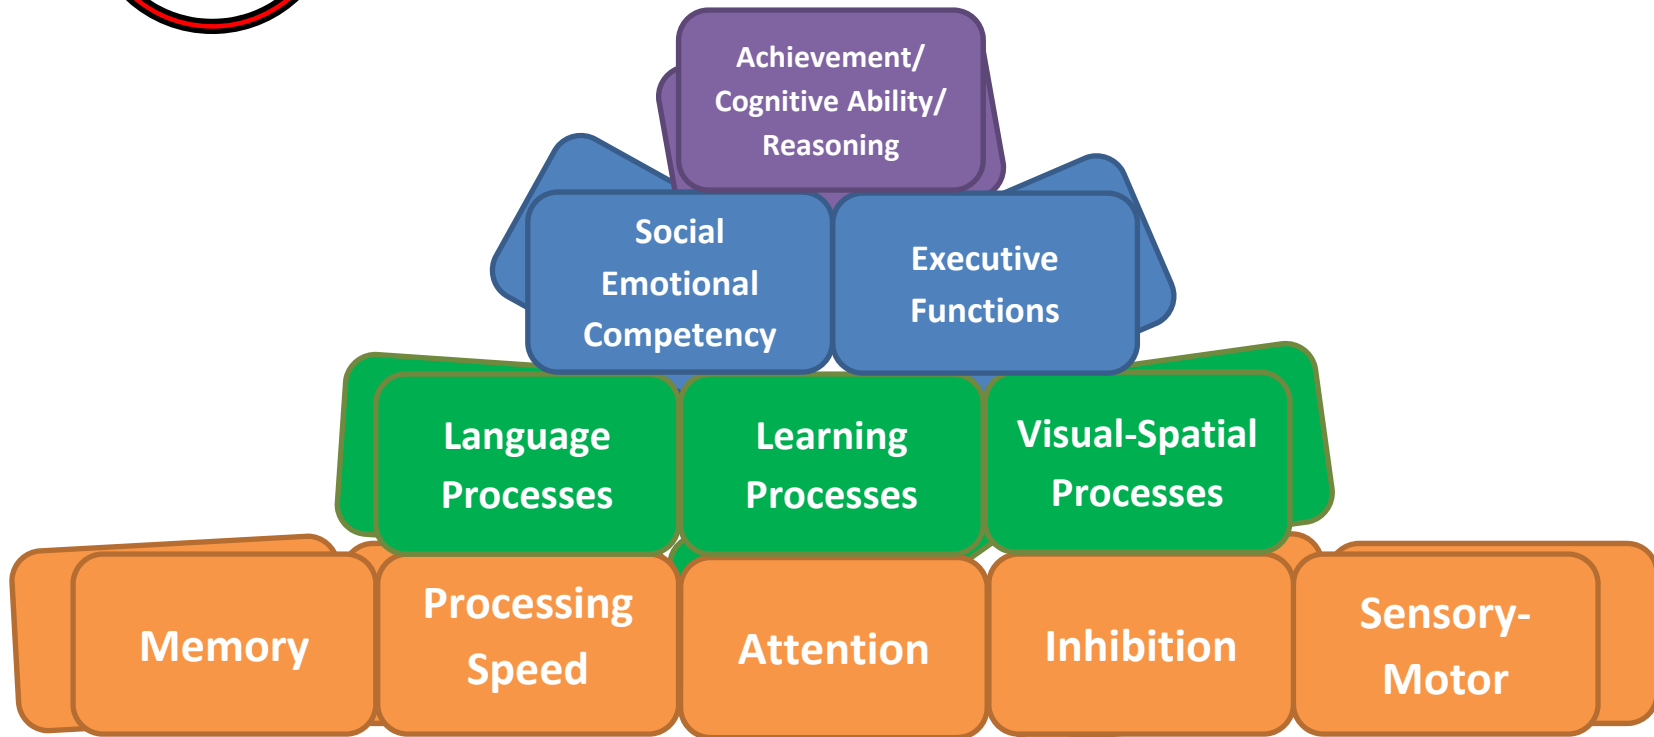 Achievement/
Cognitive Ability/
Reasoning
Social
Emotional
Competency
Executive
Functions
Language
Processes
Learning
Processes
Visual-Spatial
Processes
Memory
Processing
Speed
Attention
Inhibition
Sensory-
Motor